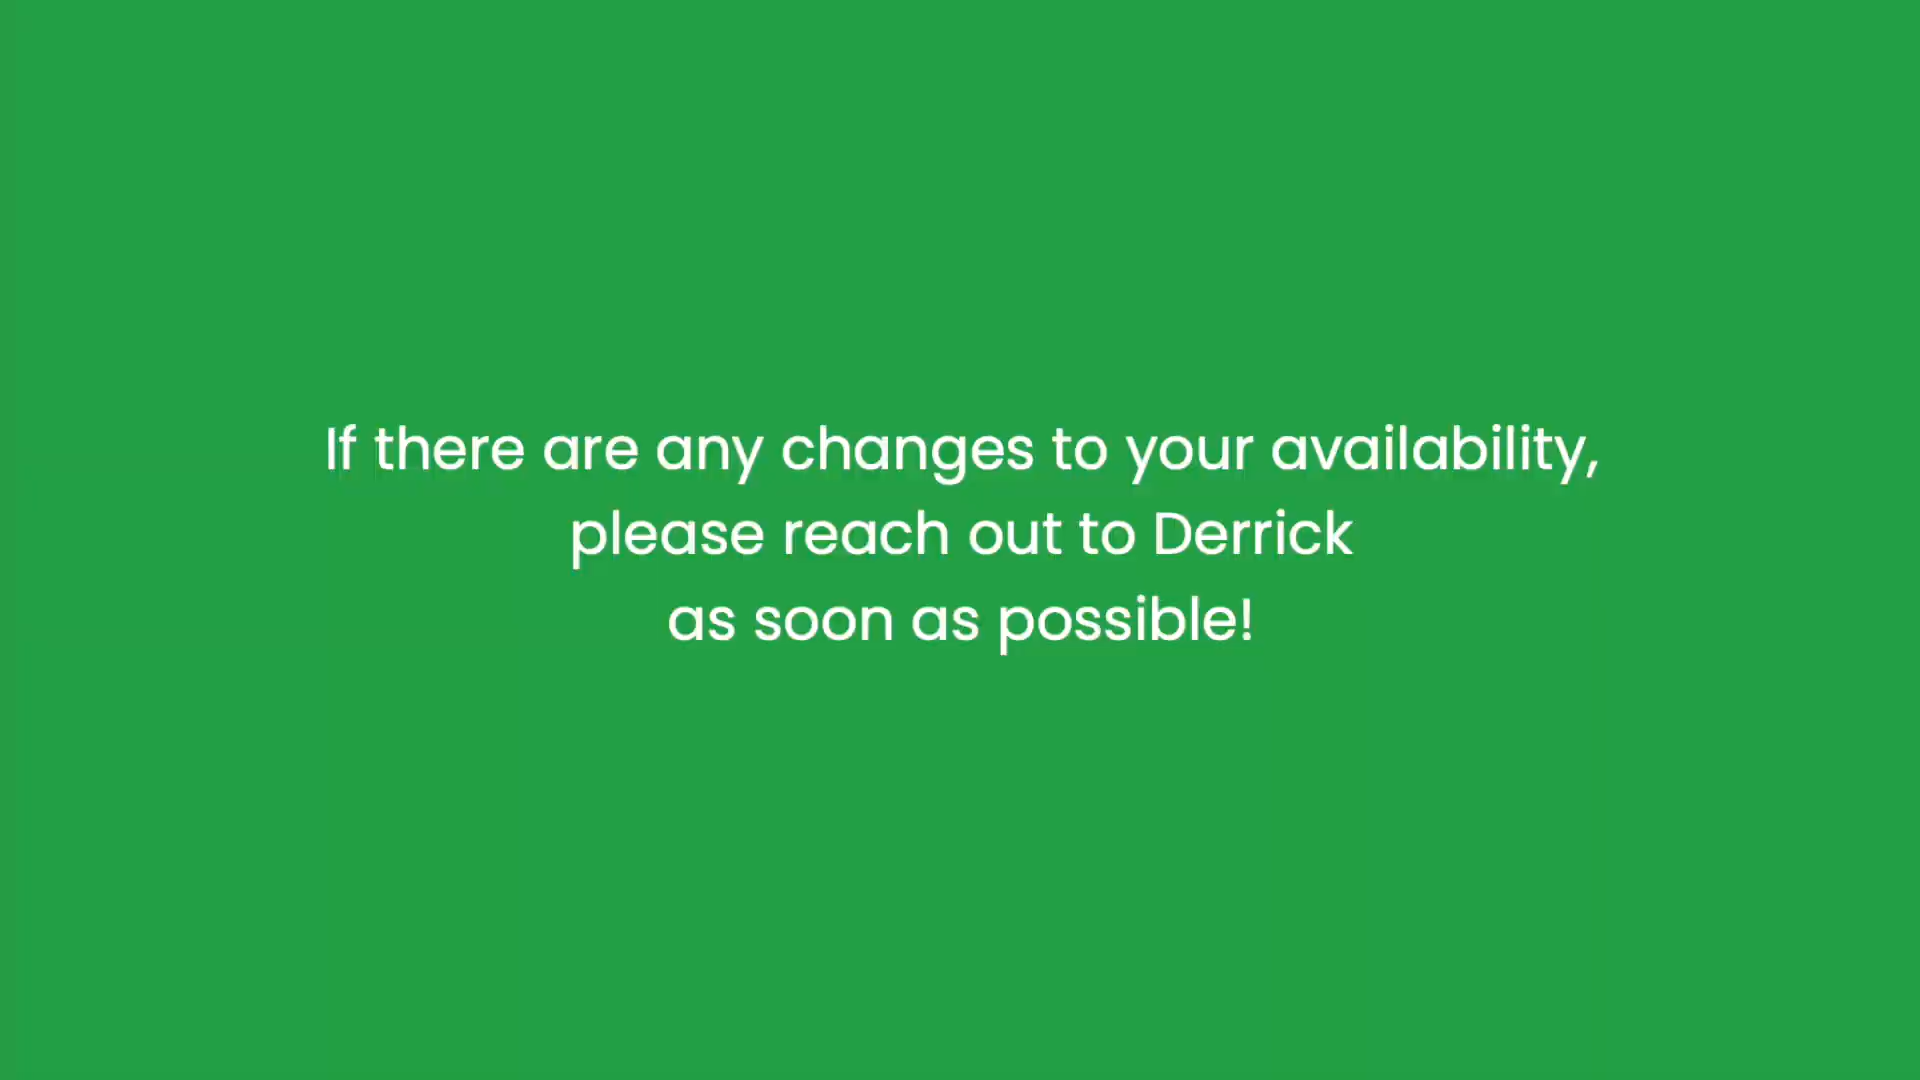 If there are any changes to your availability,
please reach out to Derrick
as soon as possible!